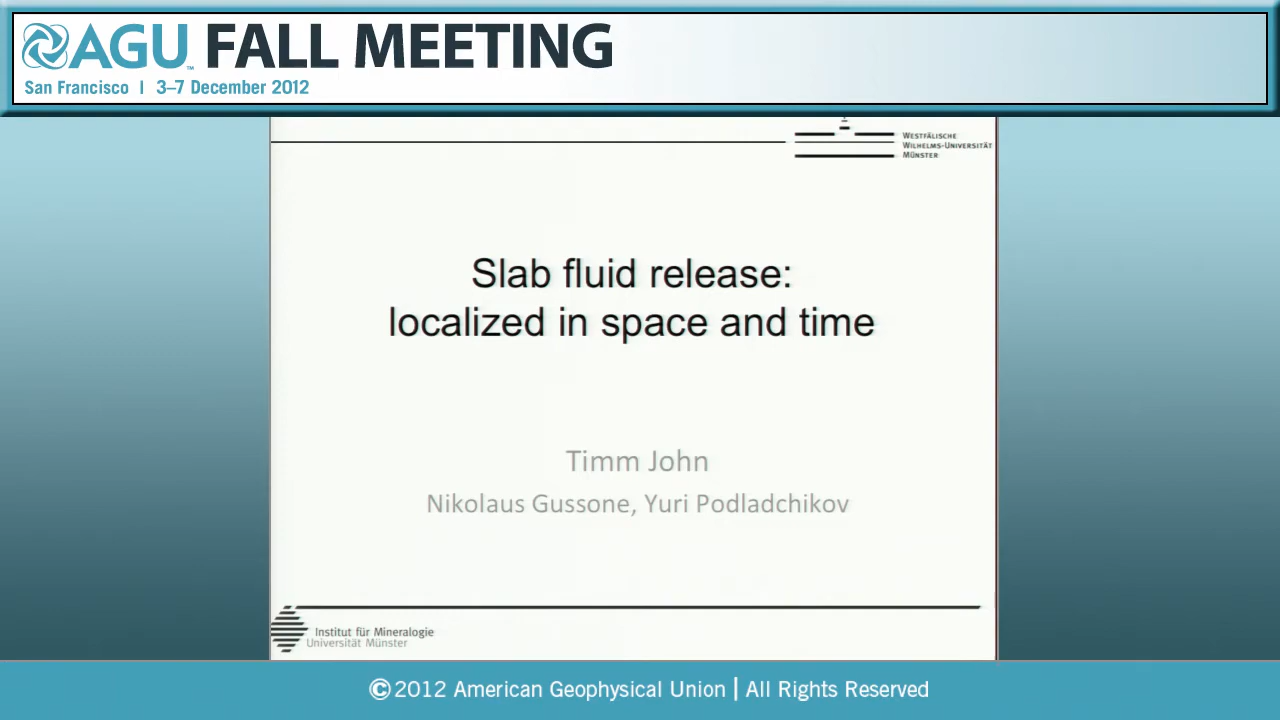 AGU™ FALL MEETING
San Francisco | 3–7 December 2012
WESTFÄLISCHE
WILHELMS-UNIVERSITÄT
MÜNSTER
Slab fluid release:
localized in space and time
Timm John
Nikolaus Gussone, Yuri Podladchikov
Institut für Mineralogie
Universität Münster
©2012 American Geophysical Union | All Rights Reserved